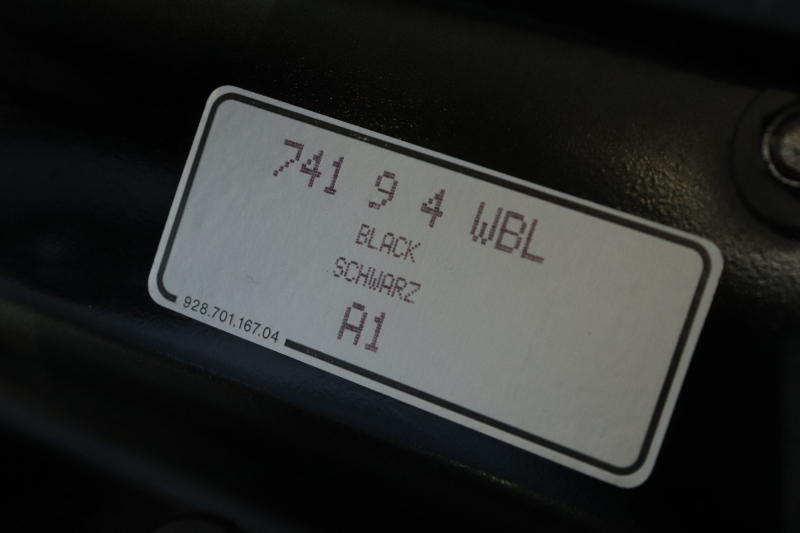 741 9 4 WBL
BLACK
SCHWARZ
A1
928.701.167.04